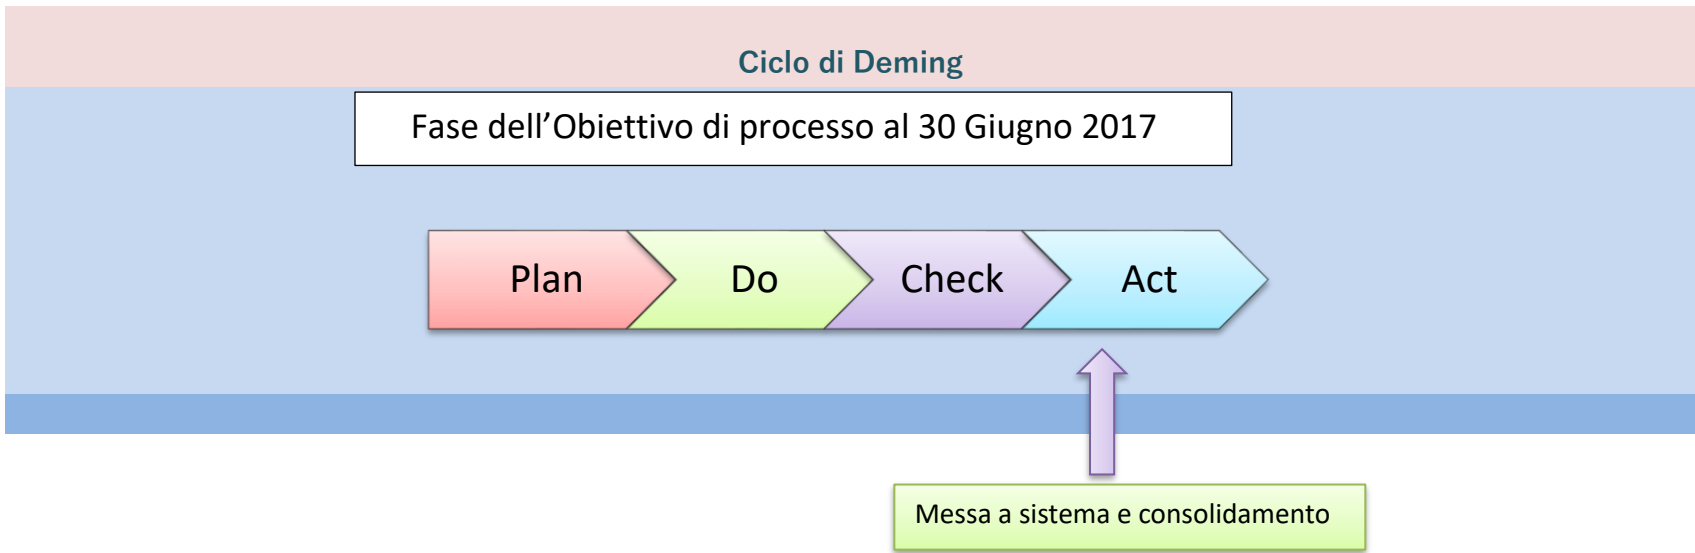 Ciclo di Deming
Fase dell’Obiettivo di processo al 30 Giugno 2017
Plan
Do
Check
Act
Messa a sistema e consolidamento